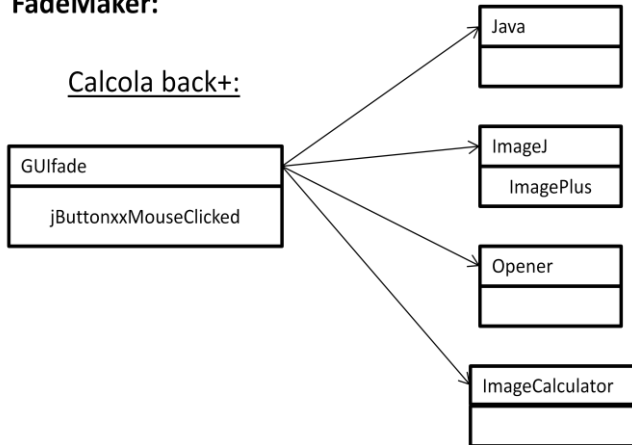 FadeMaker:
Calcola back+:
GUIfade
jButtonxxMouseClicked
Java
ImageJ
ImagePlus
Opener
ImageCalculator